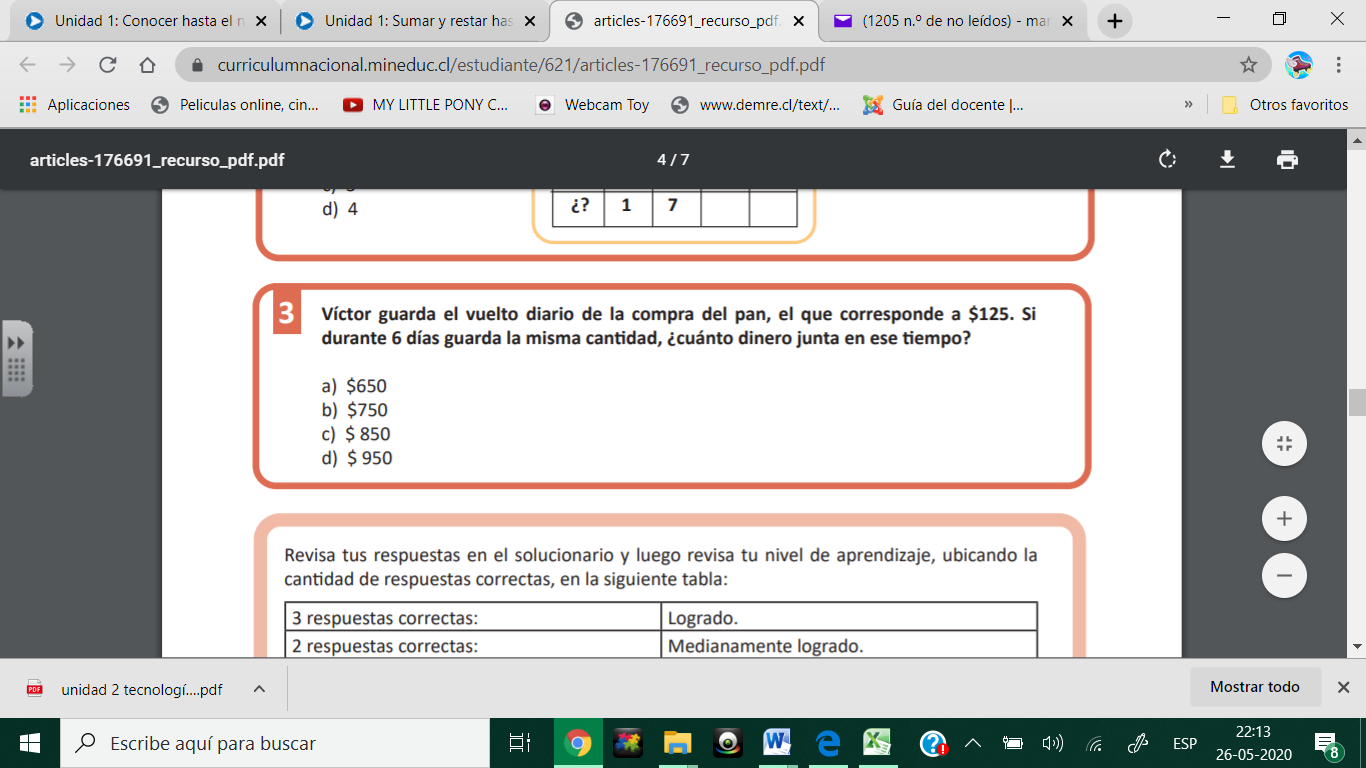 Unidad 1: Conocer hasta el n
Unidad 1: Sumar y restar has
articles-176691_recurso_pdf.
(1205 n.º de no leídos) - mar
curriculumnacional.mineduc.cl/estudiante/621/articles-176691_recurso_pdf.pdf
Aplicaciones
Peliculas online, cin...
MY LITTLE PONY C...
Webcam Toy
www.demre.cl/text/...
Guía del docente |...
»
Otros favoritos
articles-176691_recurso_pdf.pdf
4 / 7
d) 4
¿? 1 7
3
Víctor guarda el vuelto diario de la compra del pan, el que corresponde a $125. Si
durante 6 días guarda la misma cantidad, ¿cuánto dinero junta en ese tiempo?
a) $650
b) $750
c) $ 850
d) $ 950
Revisa tus respuestas en el solucionario y luego revisa tu nivel de aprendizaje, ubicando la
cantidad de respuestas correctas, en la siguiente tabla:
3 respuestas correctas: Logrado.
2 respuestas correctas: Medianamente logrado.
PDF
unidad 2 tecnologí....pdf
Mostrar todo
Escribe aquí para buscar
ESP
22:13
26-05-2020
8